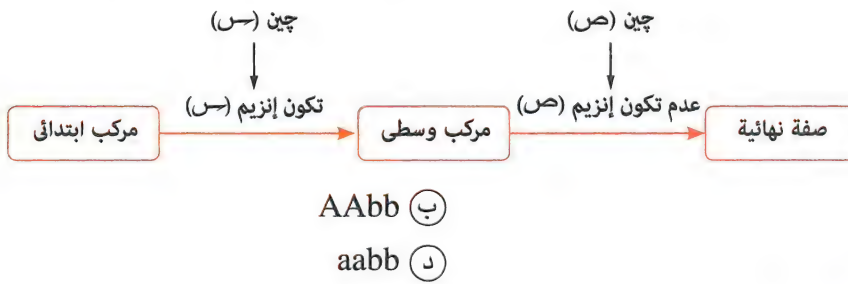 چين (س) چين (ص)
تكون إنزيم (س) عدم تكون إنزيم (ص)
مركب ابتدائى مركب وسطى صفة نهائية
ب AAbb
د aabb